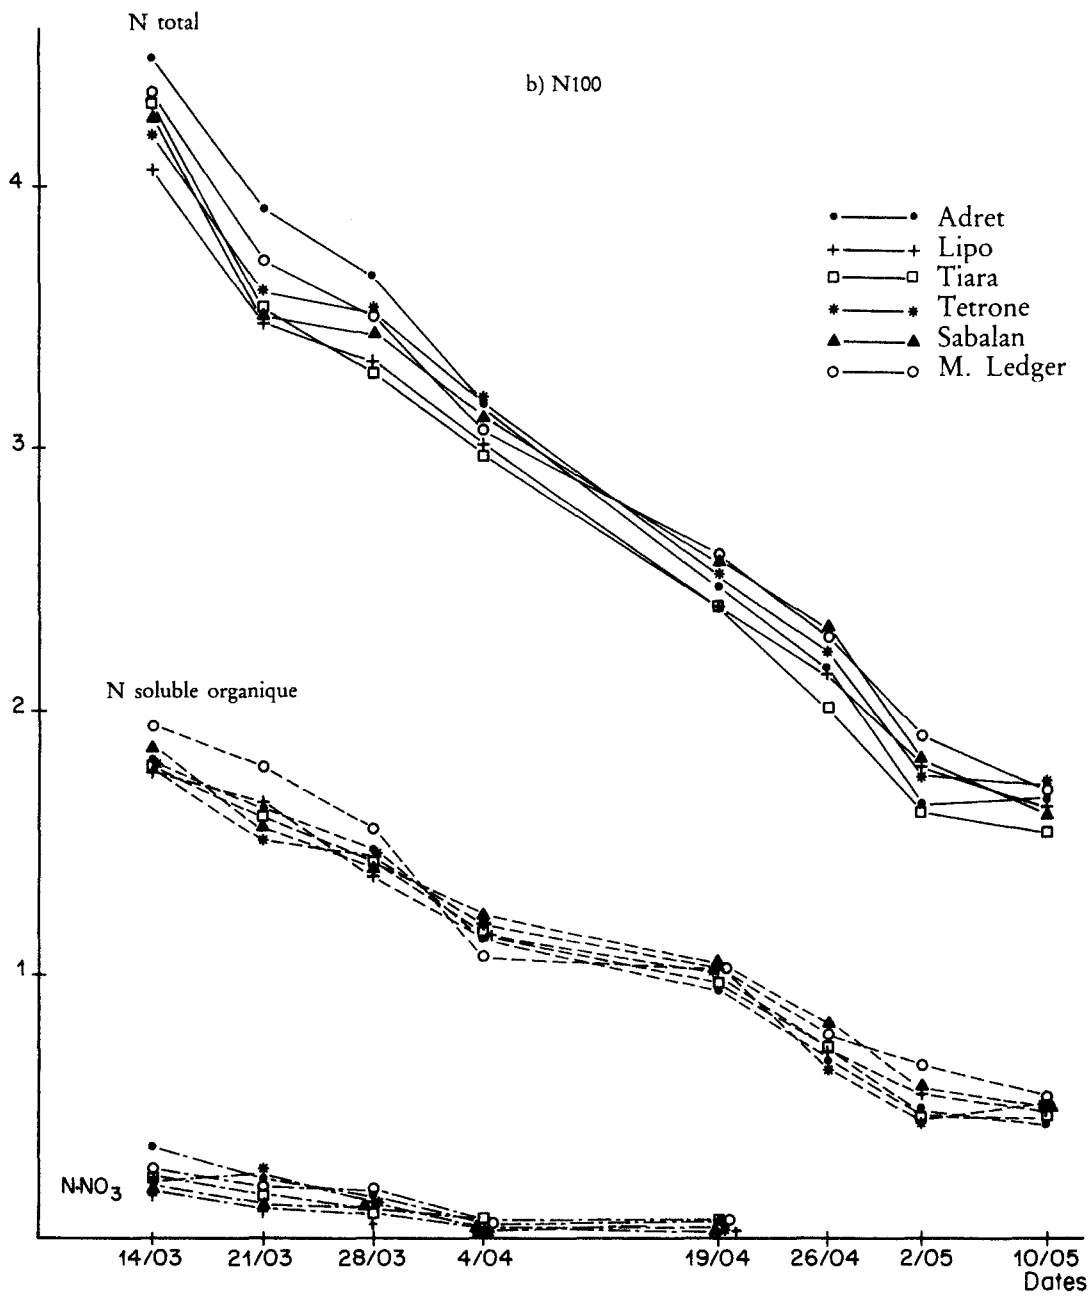 N total
b) N100
4
Adret
Lipo
Tiara
Tetrone
Sabalan
M. Ledger
3
N soluble organique
2
1
N-NO3
14/03 21/03 28/03 4/04 19/04 26/04 2/05 10/05
Dates